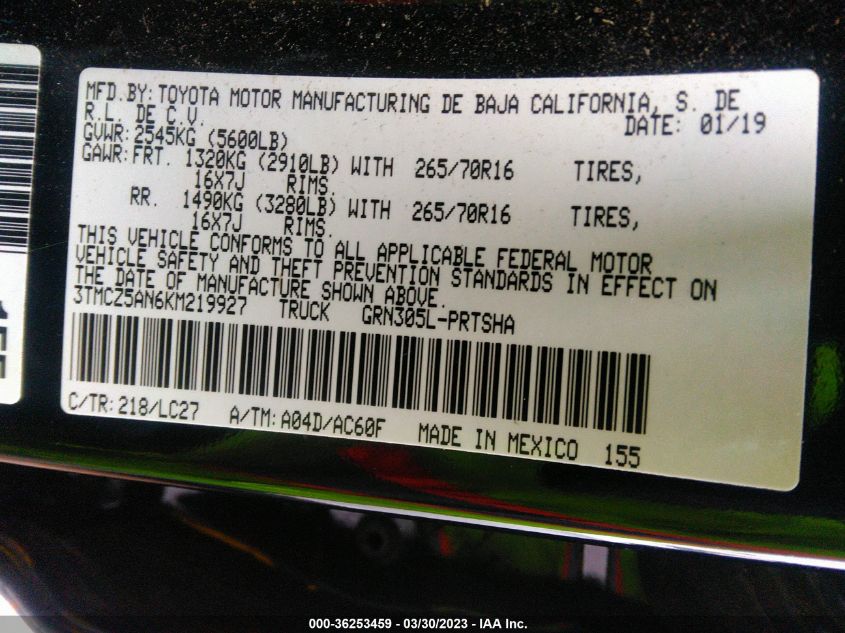 MFD.BY: TOYOTA MOTOR MANUFACTURING DE BAJA CALIFORNIA, S. DE
R.L. DE C.V. DATE: 01/19
GVWR: 2545KG (5600LB)
GAWR: FRT. 1320KG (2910LB) WITH 265/70R16 TIRES,
16X7J RIMS.
RR. 1490KG (3280LB) WITH 265/70R16 TIRES,
16X7J RIMS.
THIS VEHICLE CONFORMS TO ALL APPLICABLE FEDERAL MOTOR
VEHICLE SAFETY AND THEFT PREVENTION STANDARDS IN EFFECT ON
THE DATE OF MANUFACTURE SHOWN ABOVE.
3TMCZ5AN6KM219927 TRUCK GRN305L-PRTSHA
C/TR: 218/LC27 A/TM: A04D/AC60F MADE IN MEXICO 155
000-36253459 - 03/30/2023 - IAA Inc.